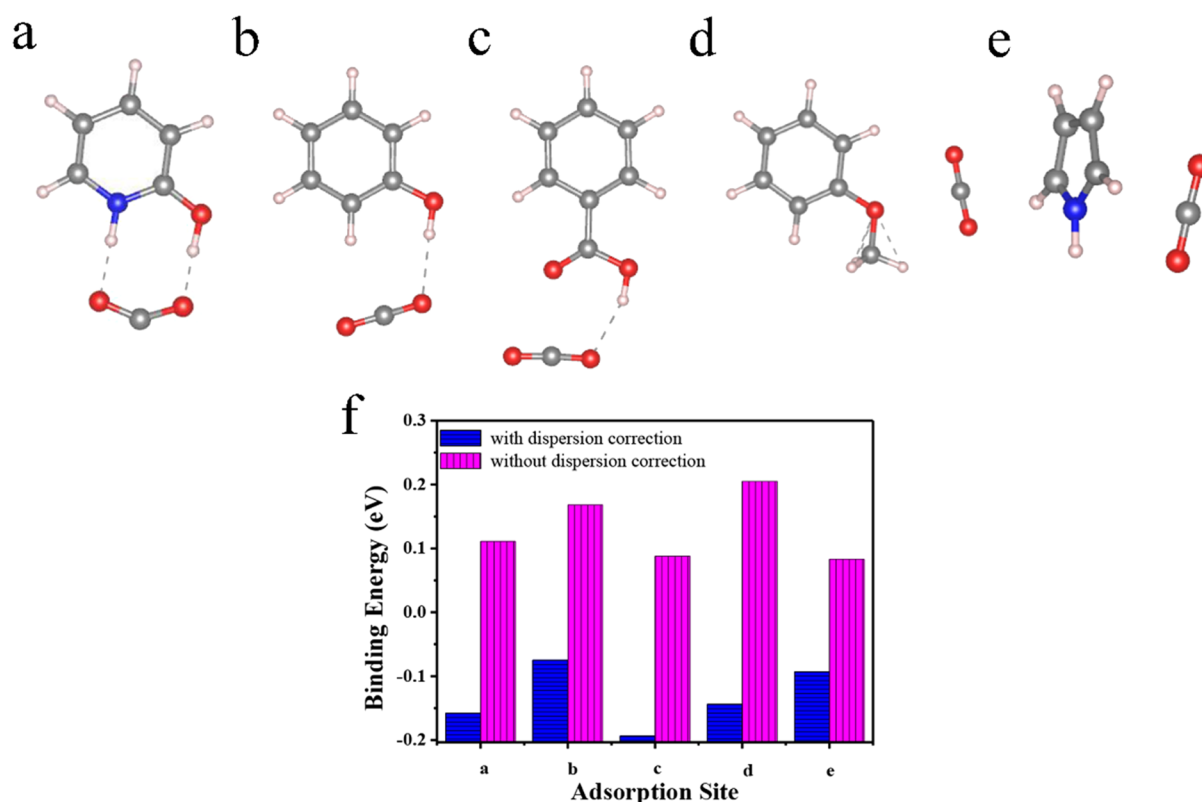 a
b
c
d
e
f
with dispersion correction
without dispersion correction
Binding Energy (eV)
0.3
0.2
0.1
0.0
-0.1
-0.2
a b c d e
Adsorption Site